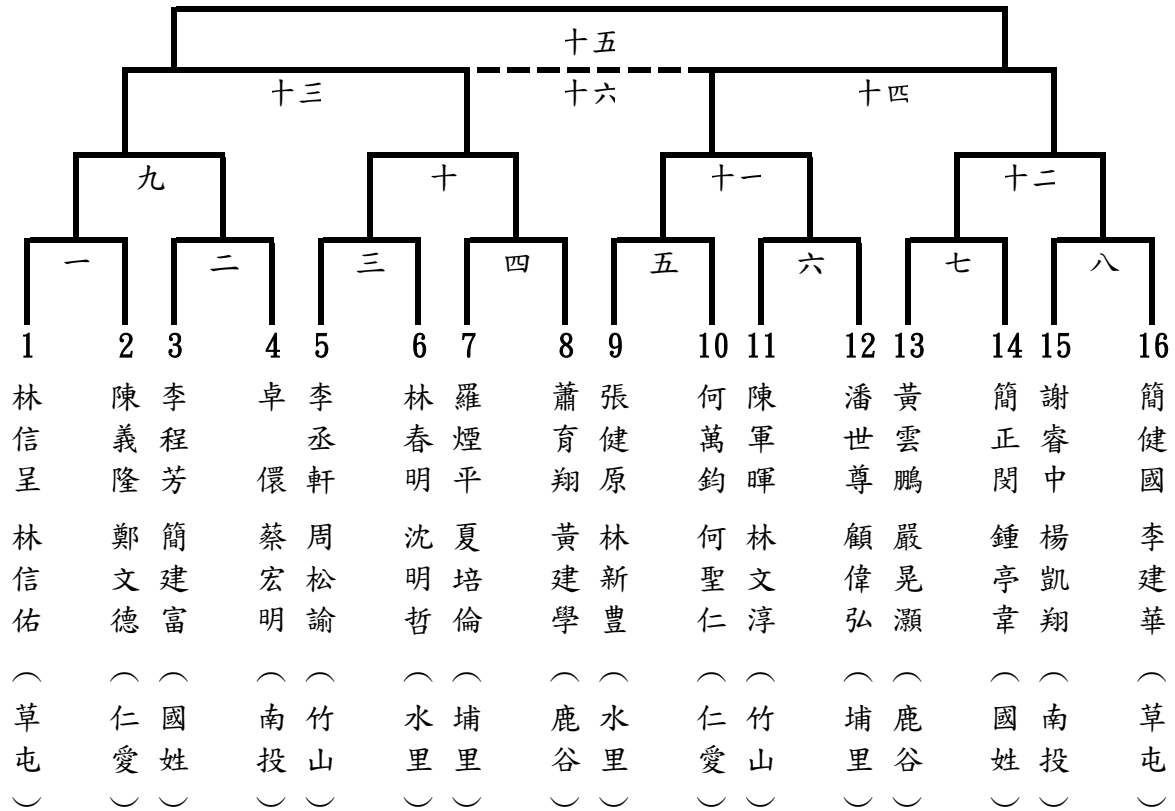 十五
十三 十六 十四
九 十 十一 十二
一 二 三 四 五 六 七 八
1 2 3 4 5 6 7 8 9 10 11 12 13 14 15 16
林信呈 林信佑 （草屯）
陳義隆 鄭文德 （仁愛）
李程芳 簡建富 （國姓）
卓儇 蔡宏明 （南投）
李丞軒 周松諭 （竹山）
林春明 沈明哲 （水里）
羅煙平 夏培倫 （埔里）
蕭育翔 黃建學 （鹿谷）
張健原 林新豊 （水里）
何萬鈞 何聖仁 （仁愛）
陳軍暉 林文淳 （竹山）
潘世尊 顧偉弘 （埔里）
黃雲鵬 嚴晃灝 （鹿谷）
簡正閔 鍾亭韋 （國姓）
謝睿中 楊凱翔 （南投）
簡健國 李建華 （草屯）